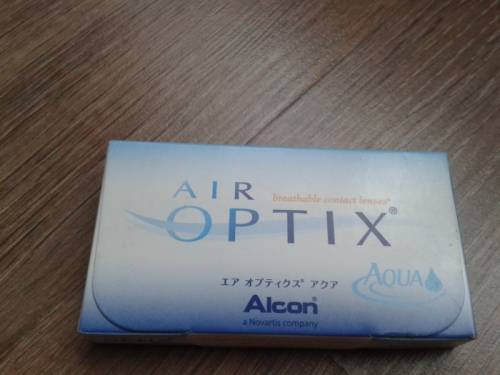 AIR
breathable contact lenses®
OPTIX®
AQUA
エア オプティクス® アクア
Alcon®
a Novartis company